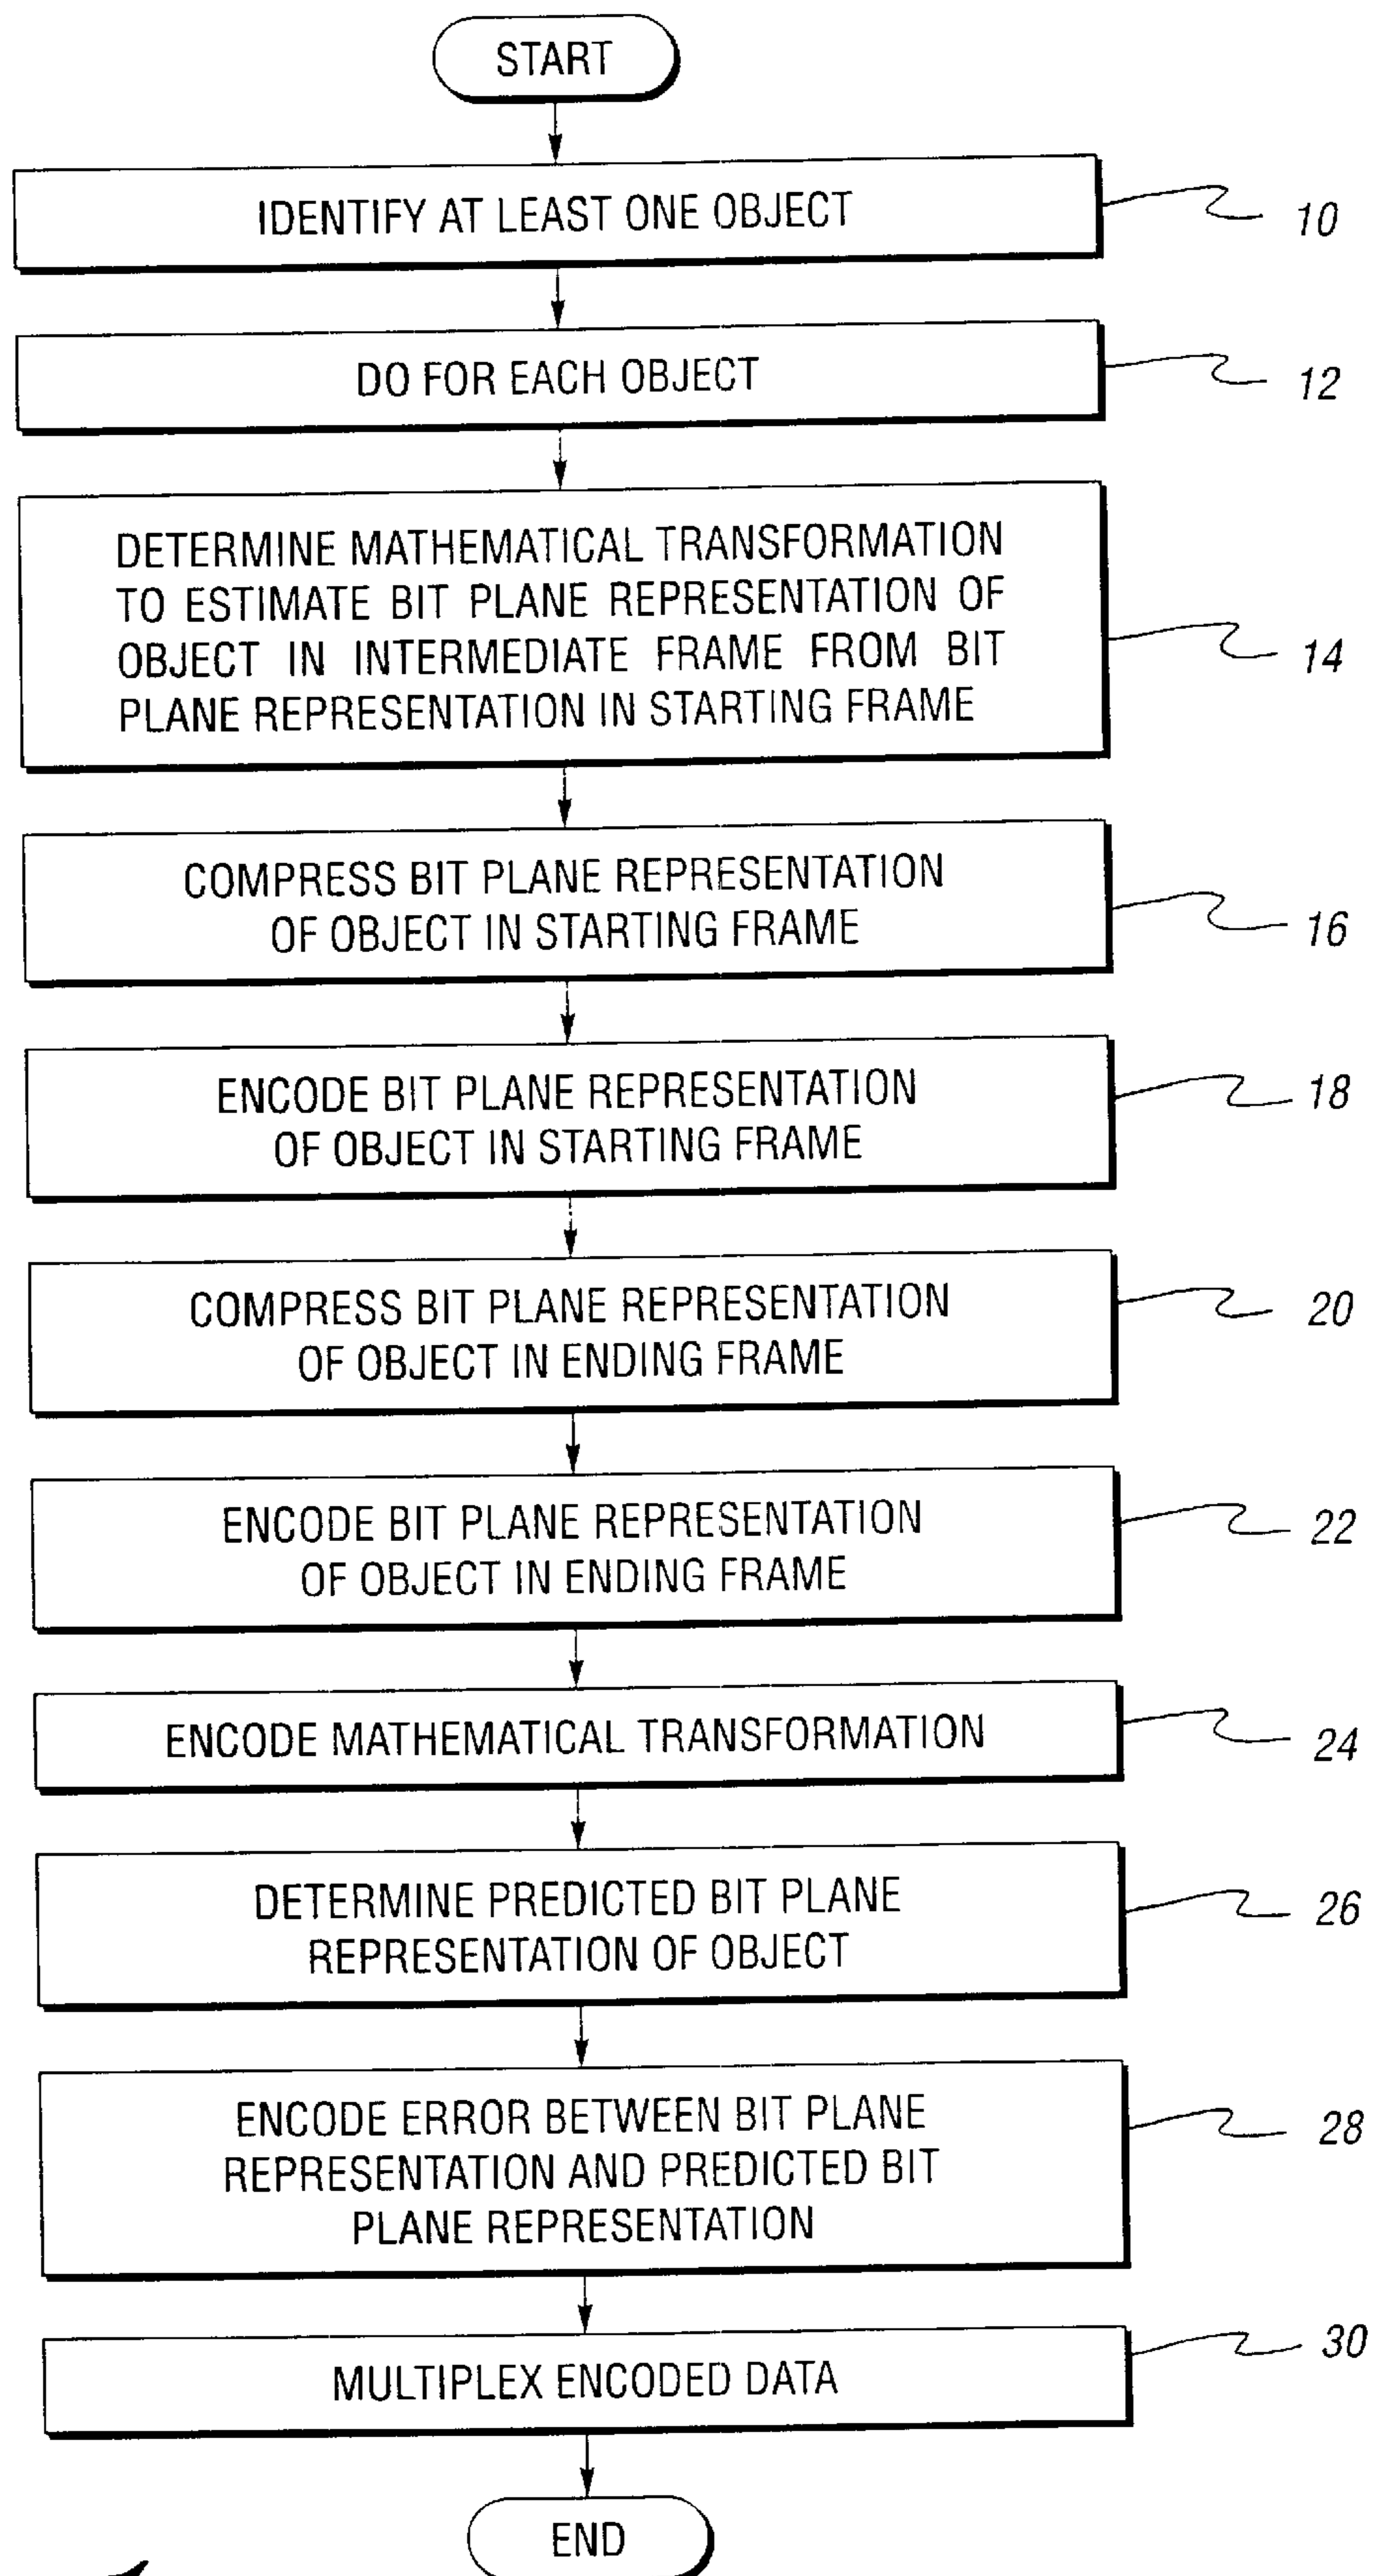 START
IDENTIFY AT LEAST ONE OBJECT
10
DO FOR EACH OBJECT
12
DETERMINE MATHEMATICAL TRANSFORMATION
TO ESTIMATE BIT PLANE REPRESENTATION OF
OBJECT IN INTERMEDIATE FRAME FROM BIT
PLANE REPRESENTATION IN STARTING FRAME
14
COMPRESS BIT PLANE REPRESENTATION
OF OBJECT IN STARTING FRAME
16
ENCODE BIT PLANE REPRESENTATION
OF OBJECT IN STARTING FRAME
18
COMPRESS BIT PLANE REPRESENTATION
OF OBJECT IN ENDING FRAME
20
ENCODE BIT PLANE REPRESENTATION
OF OBJECT IN ENDING FRAME
22
ENCODE MATHEMATICAL TRANSFORMATION
24
DETERMINE PREDICTED BIT PLANE
REPRESENTATION OF OBJECT
26
ENCODE ERROR BETWEEN BIT PLANE
REPRESENTATION AND PREDICTED BIT
PLANE REPRESENTATION
28
MULTIPLEX ENCODED DATA
30
END